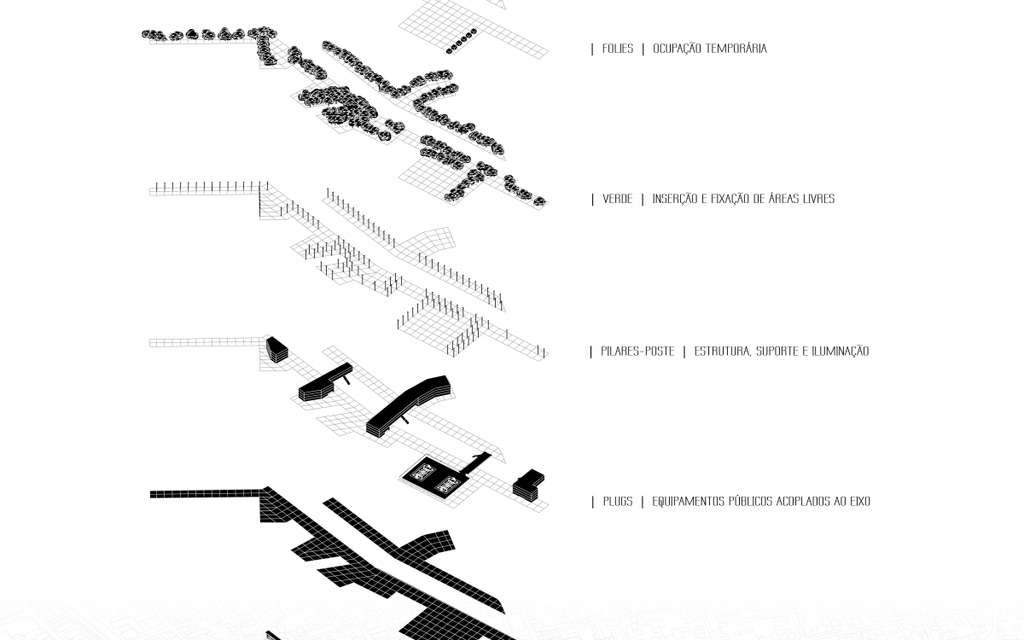 | FOLIES | OCUPAÇÃO TEMPORÁRIA
| VERDE | INSERÇÃO E FIXAÇÃO DE ÁREAS LIVRES
| PILARES-POSTE | ESTRUTURA, SUPORTE E ILUMINAÇÃO
| PLUGS | EQUIPAMENTOS PÚBLICOS ACOPLADOS AO EIXO